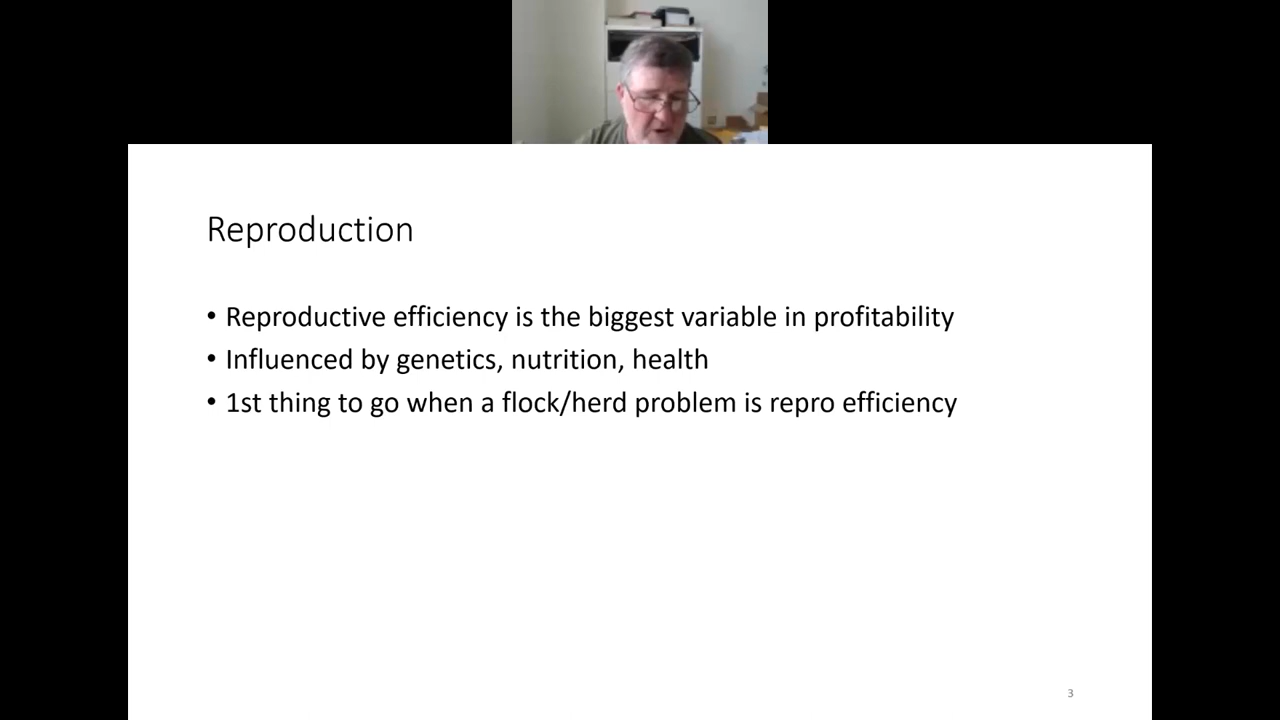 Reproduction
• Reproductive efficiency is the biggest variable in profitability
• Influenced by genetics, nutrition, health
• 1st thing to go when a flock/herd problem is repro efficiency
3